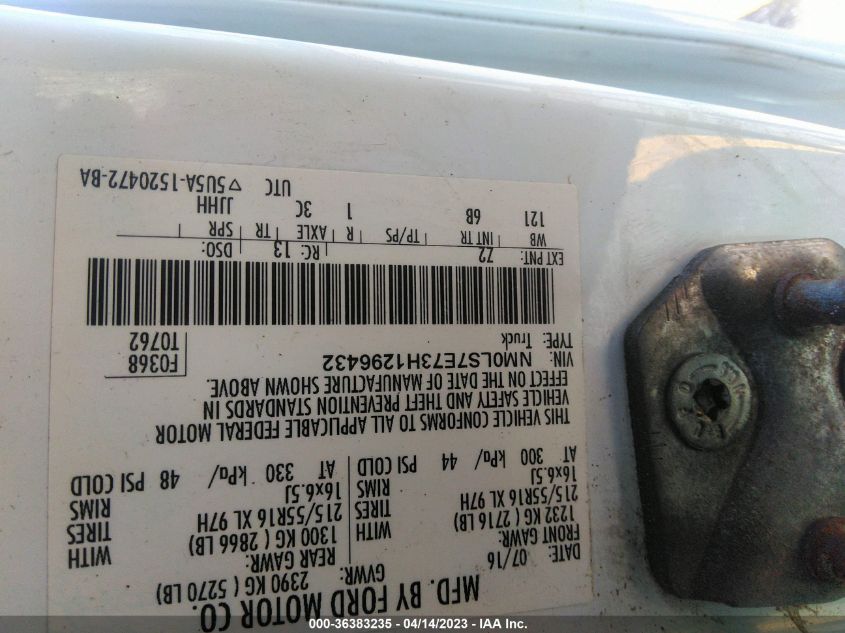 MFD. BY FORD MOTOR CO.
DATE: 07/16
GVWR: 2390 KG ( 5270 LB)
FRONT GAWR:
1232 KG ( 2716 LB)
WITH
215/55R16 XL 97H
TIRES
16x6.5J
RIMS
AT 300 kPa/ 44 PSI COLD
REAR GAWR:
1300 KG ( 2866 LB)
WITH
215/55R16 XL 97H
TIRES
16x6.5J
RIMS
AT 330 kPa/ 48 PSI COLD
THIS VEHICLE CONFORMS TO ALL APPLICABLE FEDERAL MOTOR
VEHICLE SAFETY AND THEFT PREVENTION STANDARDS IN
EFFECT ON THE DATE OF MANUFACTURE SHOWN ABOVE.
VIN: NM0LS7E73H1296432
TYPE: Truck
F0368
T0762
EXT PNT: 72 RC: 13 DSO:
WB | INT TR | TP/PS | R | AXLE | TR | SPR |
121 6B 1 3C JJHH
UTC ▽5U5A-1520472-BA
000-36383235 - 04/14/2023 - IAA Inc.